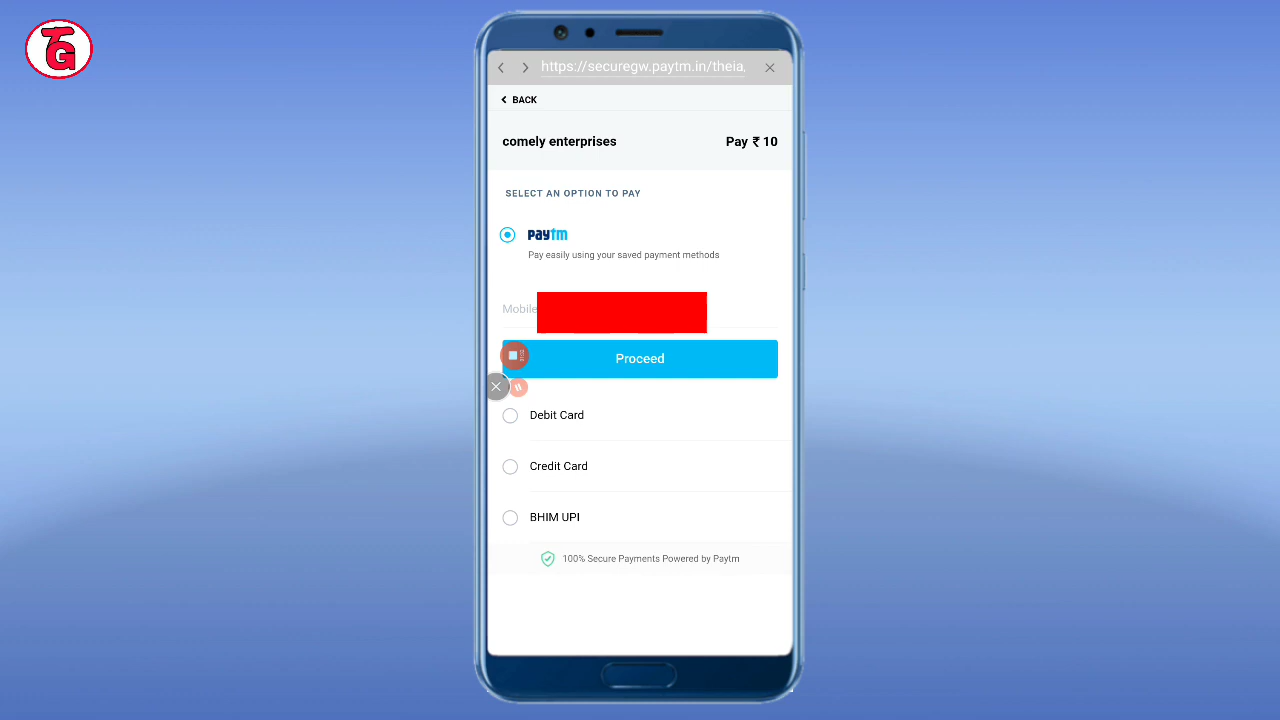 TG
https://securegw.paytm.in/theia,
BACK
comely enterprises
Pay ₹ 10
SELECT AN OPTION TO PAY
paytm
Pay easily using your saved payment methods
Mobile
Proceed
Debit Card
Credit Card
BHIM UPI
100% Secure Payments Powered by Paytm